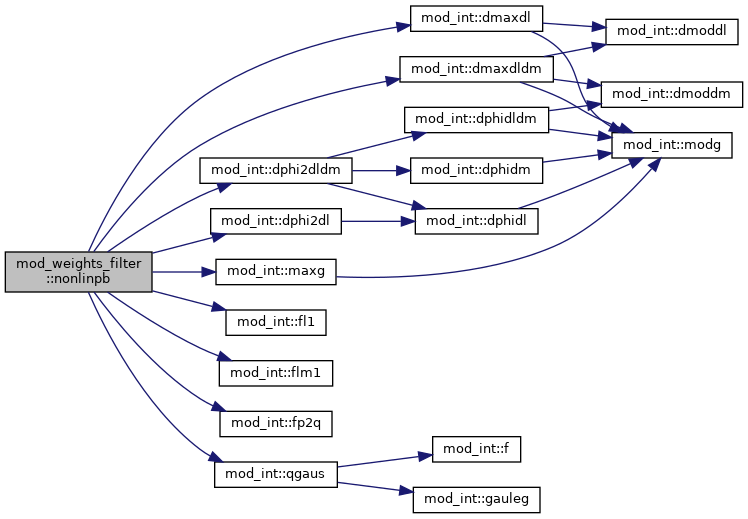 mod_int::dmaxdl
mod_int::dmoddl
mod_int::dmaxdldm
mod_int::dmoddm
mod_int::dphidldm
mod_int::modg
mod_int::dphi2dldm
mod_int::dphidm
mod_int::dphi2dl
mod_int::dphidl
mod_weights_filter
::nonlinpb
mod_int::maxg
mod_int::fl1
mod_int::flm1
mod_int::fp2q
mod_int::f
mod_int::qgaus
mod_int::gauleg